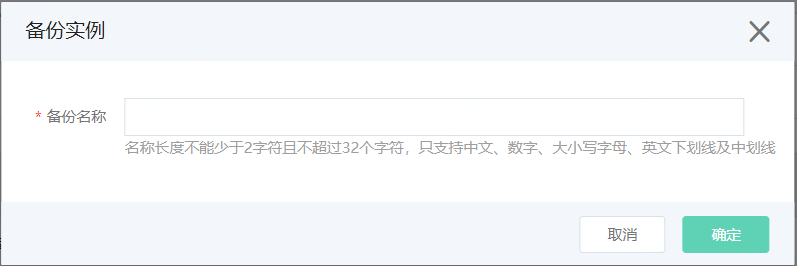 备份实例
* 备份名称
名称长度不能少于2字符且不超过32个字符，只支持中文、数字、大小写字母、英文下划线及中划线
取消 确定